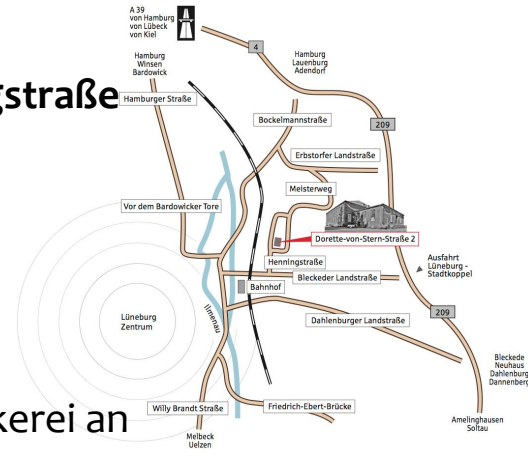 A 39
von Hamburg
von Lübeck
von Kiel
4
Hamburg
Winsen
Bardowick
Hamburg
Lauenburg
Adendorf
gstraße
Hamburger Straße
Bockelmannstraße
209
Erbstorfer Landstraße
Meisterweg
Vor dem Bardowicker Tore
Dorette-von-Stern-Straße 2
Henningstraße
Ausfahrt
Lüneburg -
Stadtkoppel
Bleckeder Landstraße
Bahnhof
Lüneburg
Zentrum
Ilmenau
Dahlenburger Landstraße
209
Bleckede
Neuhaus
Dahlenburg
Dannenberg
Willy Brandt Straße
Friedrich-Ebert-Brücke
kerei an
Amelinghausen
Soltau
Melbeck
Uelzen